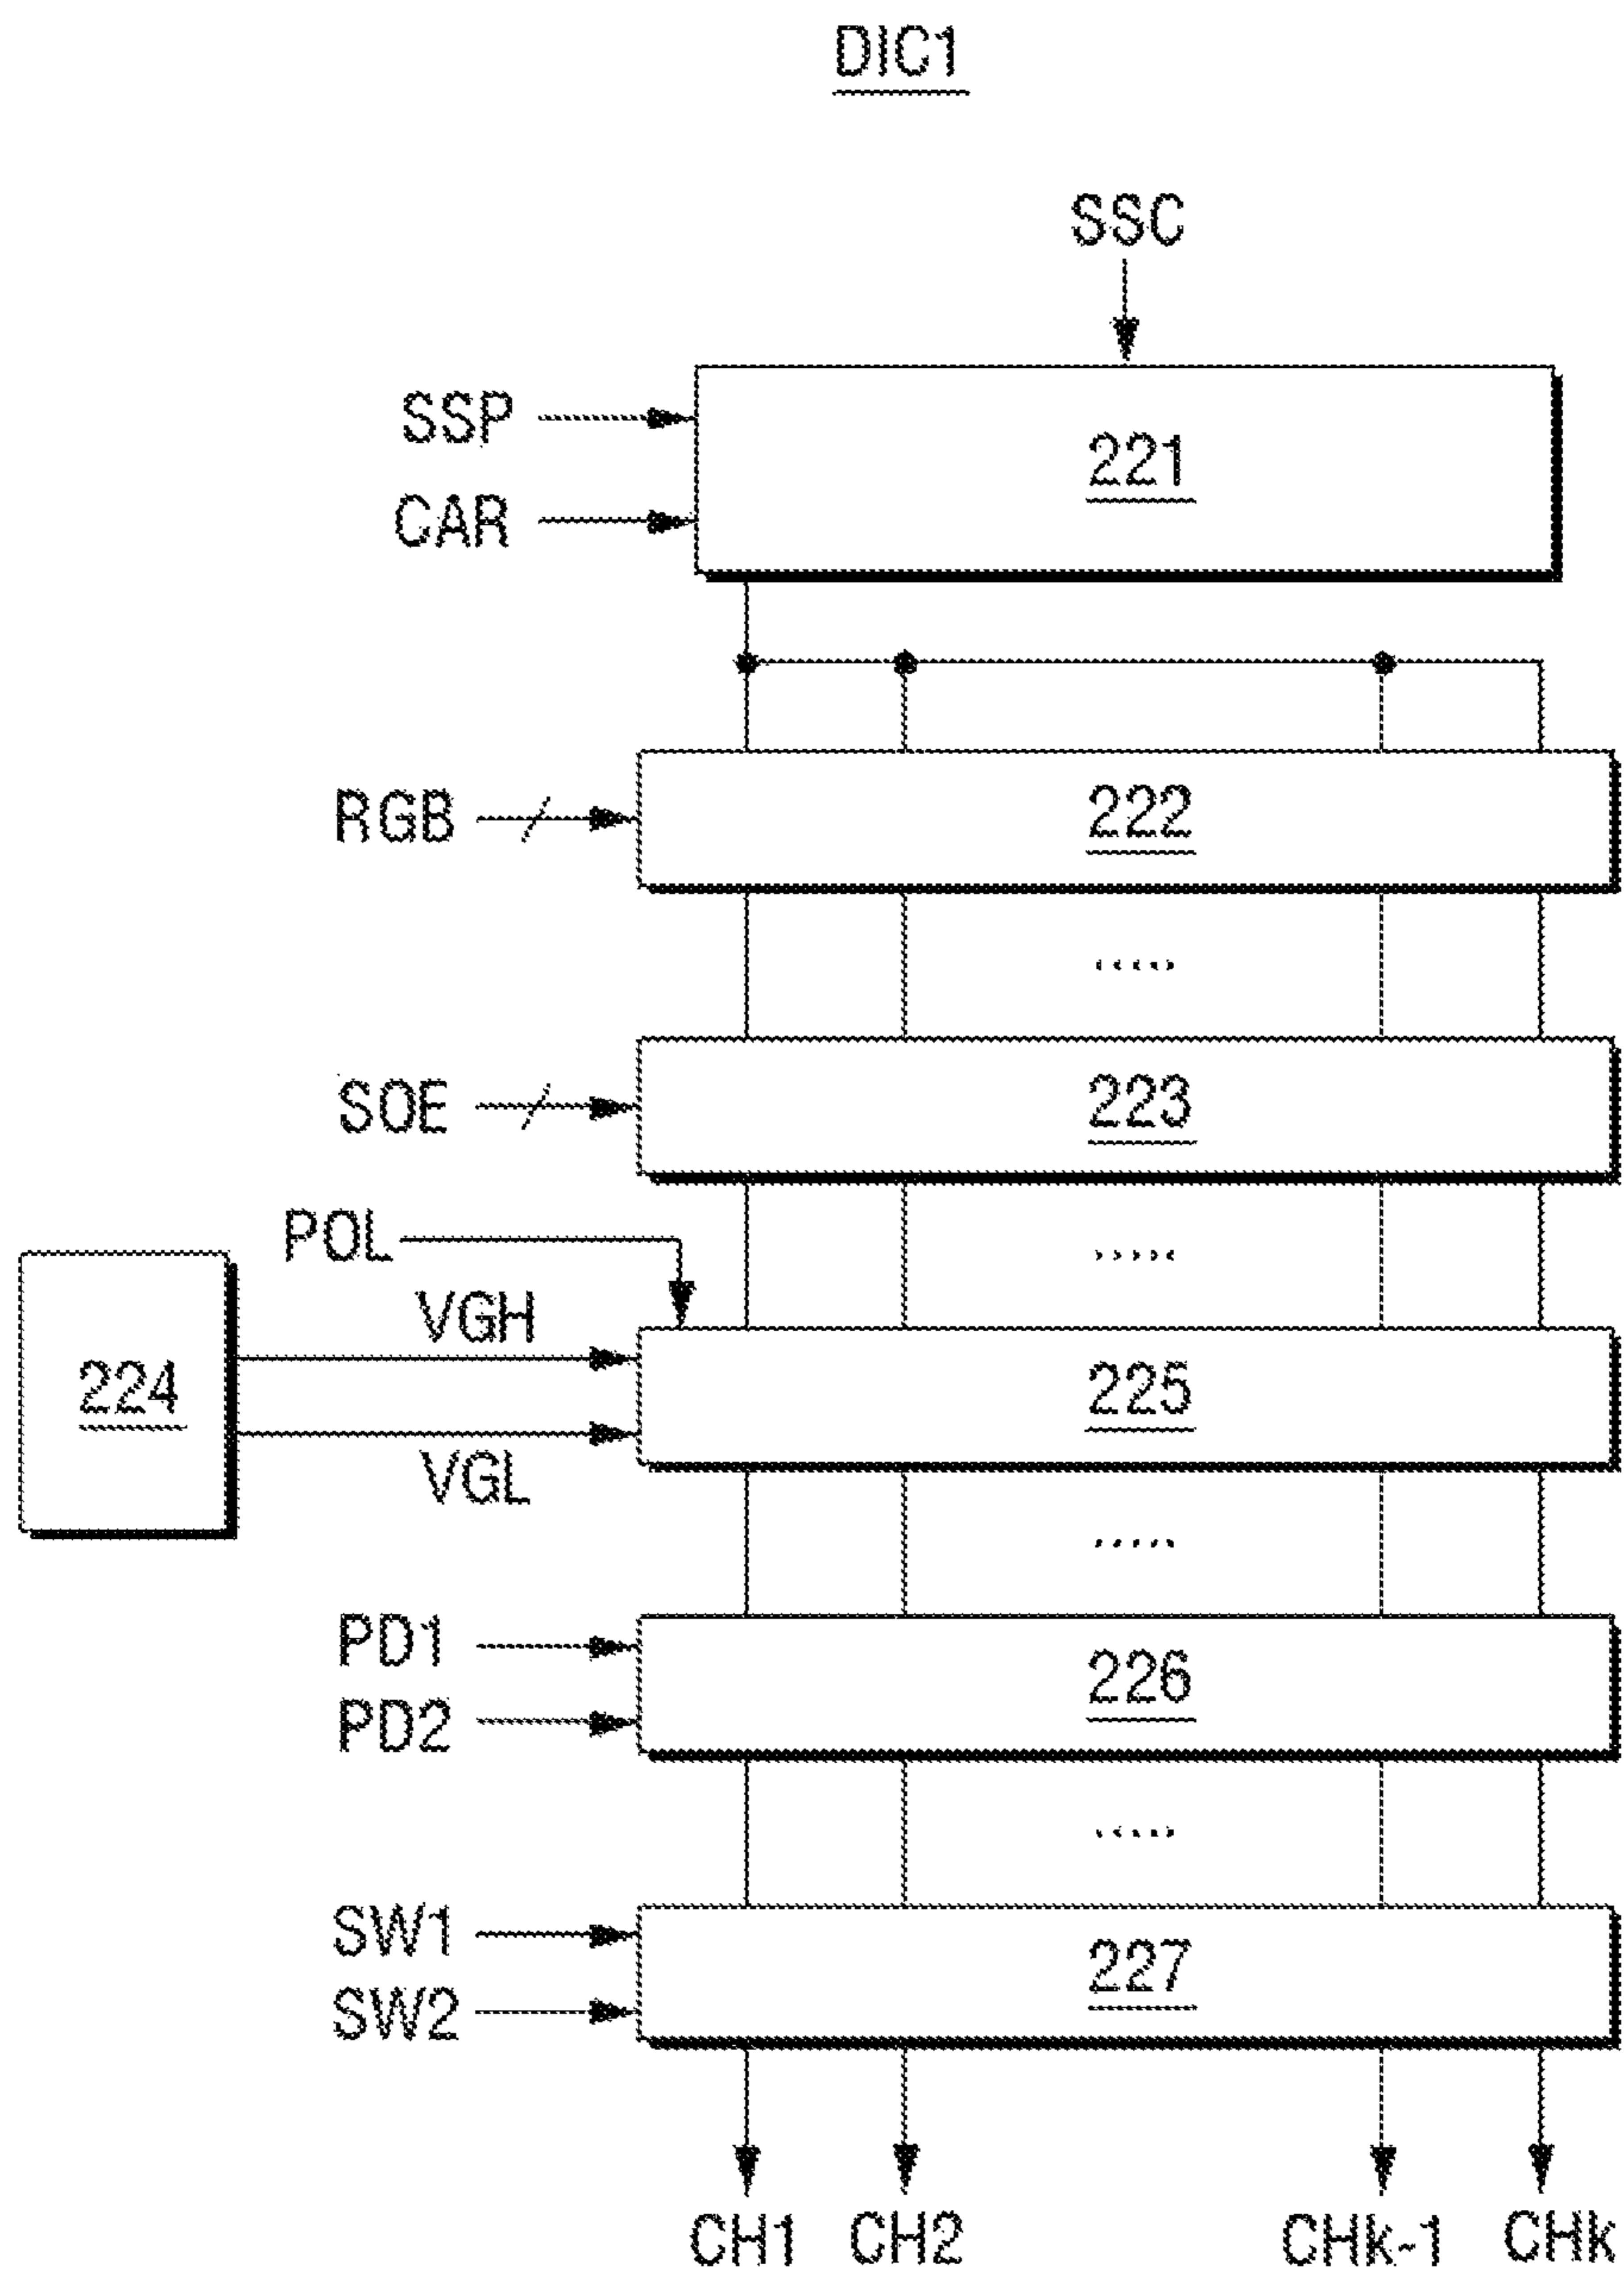 DIC1
SSC
SSP
221
CAR
RGB
222
.....
SOE
223
POL
.....
VGH
224
225
VGL
.....
PD1
226
PD2
.....
SW1
227
SW2
CH1 CH2 CHk-1 CHk